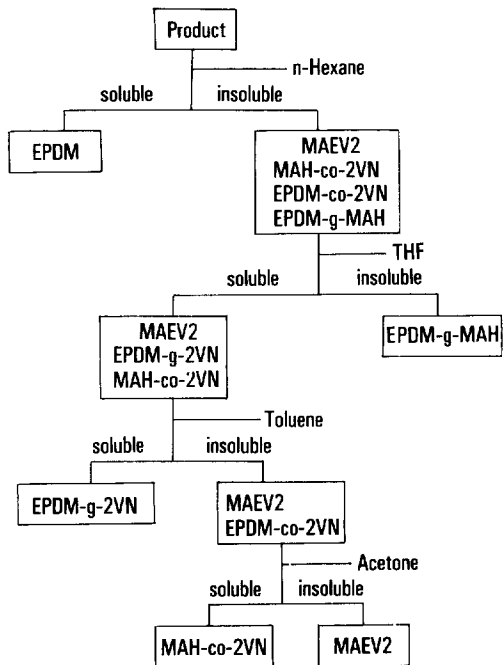 Product
n-Hexane
soluble insoluble
EPDM
MAEV2
MAH-co-2VN
EPDM-co-2VN
EPDM-g-MAH
THF
soluble insoluble
MAEV2
EPDM-g-2VN
MAH-co-2VN
EPDM-g-MAH
Toluene
soluble insoluble
EPDM-g-2VN
MAEV2
EPDM-co-2VN
Acetone
soluble insoluble
MAH-co-2VN
MAEV2